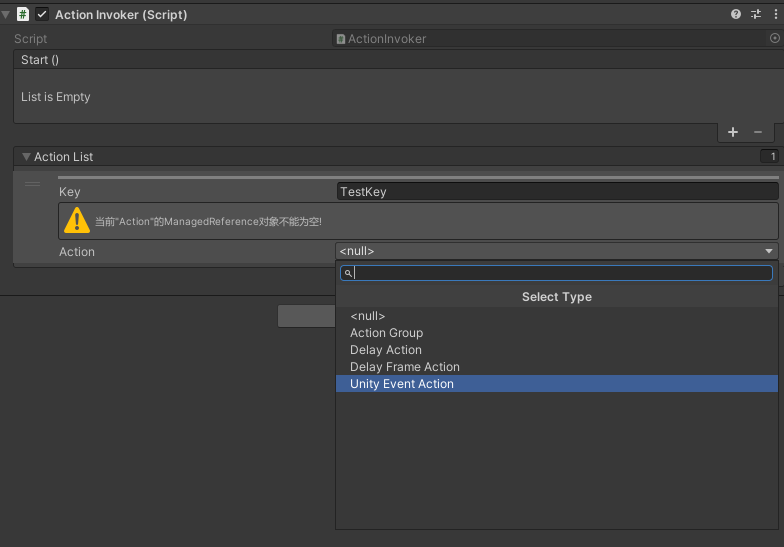 Action Invoker (Script)
Script
ActionInvoker
Start ()
List is Empty
Action List
1
Key
TestKey
当前"Action"的ManagedReference对象不能为空!
Action
<null>
Select Type
<null>
Action Group
Delay Action
Delay Frame Action
Unity Event Action